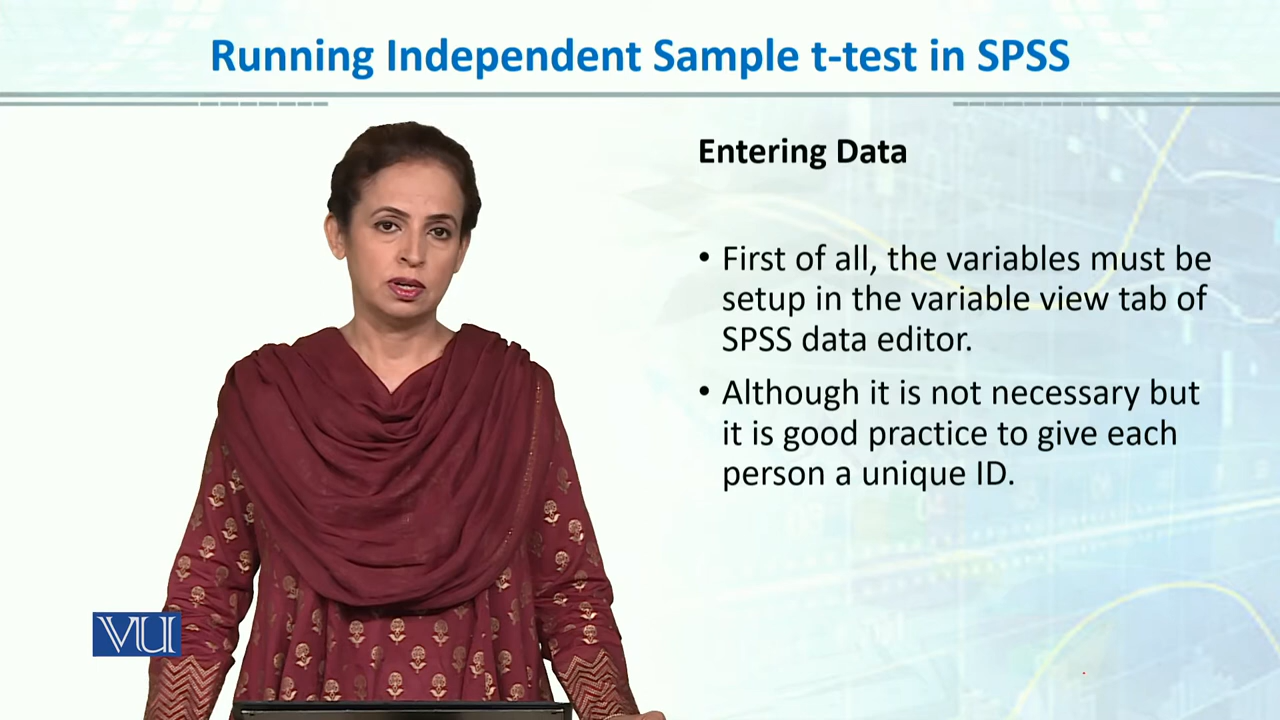 Running Independent Sample t-test in SPSS
Entering Data
• First of all, the variables must be
setup in the variable view tab of
SPSS data editor.
• Although it is not necessary but
it is good practice to give each
person a unique ID.
VU